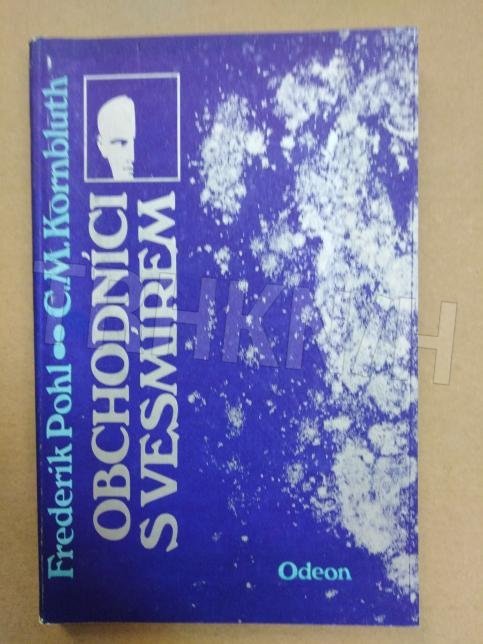 Frederik Pohl •• C.M. Kornbluth
OBCHODNÍCI
S VESMÍREM
Odeon